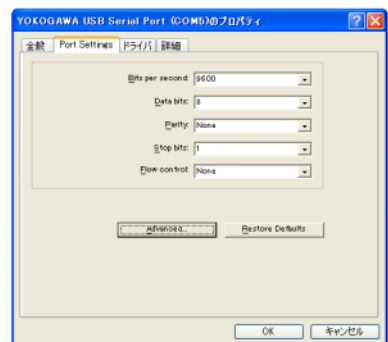 YOKOGAWA USB Serial Port (COM5)のプロパティ
全般 Port Settings ドライバ 詳細
Bits per second: 9600
Data bits: 8
Parity: None
Stop bits: 1
Flow control: None
Advanced... Restore Defaults
OK キャンセル